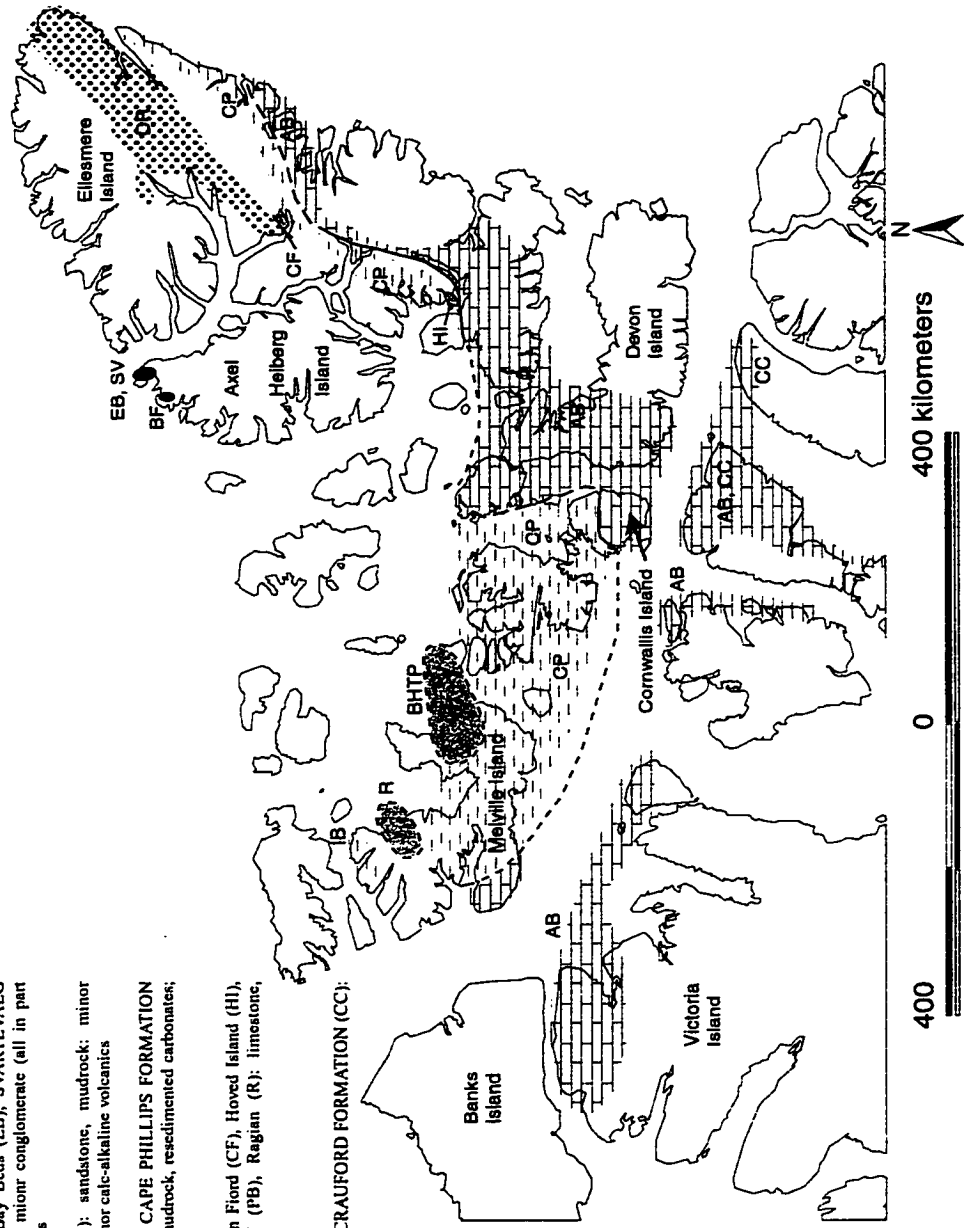 ay Beds (EB), SVARTEVAEG
mionr conglomerate (all in part
s
): sandstone, mudrock: minor
nor calc-alkaline volcanics
CAPE PHILLIPS FORMATION
mudrock, resedimented carbonates;
n Fiord (CF), Hoved Island (HI),
(PB), Ragian (R): limestone,
CRAUFORD FORMATION (CC):
Ellesmere
Island
DR
CP
AB
EB, SV
BF
CF
Axel
Heiberg
Island
CP
HI
BHTP
R
IB
Melville Island
CP
CP
AB
Devon
Island
Cornwallis Island
AB
AB, CC
CC
AB
Banks
Island
Victoria
Island
N
400
0
400 kilometers